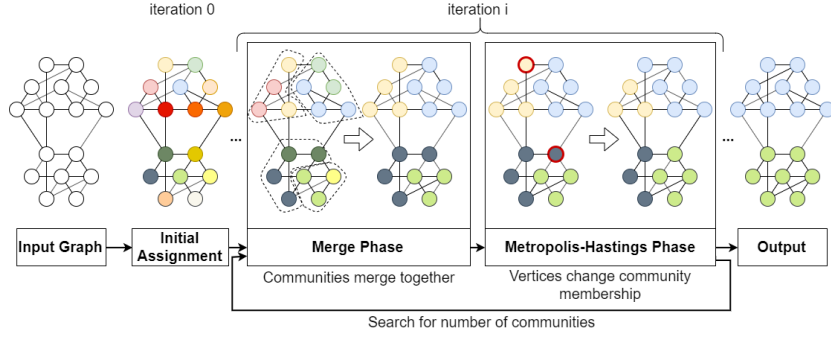 iteration 0
iteration i
...
...
Input Graph
Initial
Assignment
Merge Phase
Metropolis-Hastings Phase
Output
Communities merge together
Vertices change community
membership
Search for number of communities